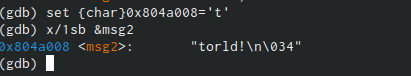 (gdb) set {char}0x804a008='t'
(gdb) x/1sb &msg2
0x804a008 <msg2>:        "torld!\n\034"
(gdb)